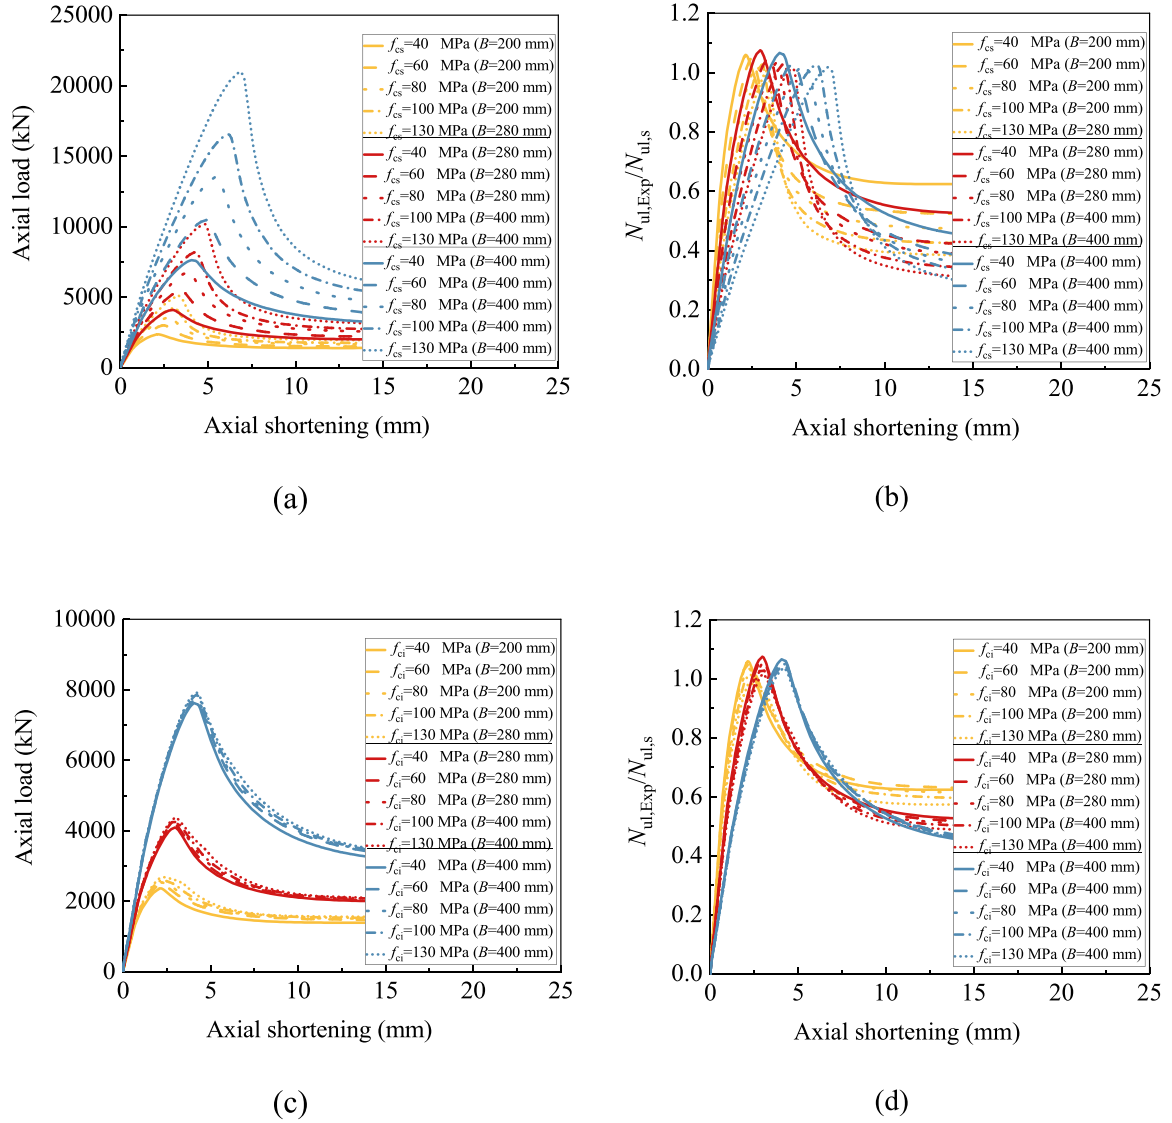 25000
20000
15000
10000
5000
0
0 5 10 15 20 25
Axial load (kN)
Axial shortening (mm)
fcs=40 MPa (B=200 mm)
fcs=60 MPa (B=200 mm)
fcs=80 MPa (B=200 mm)
fcs=100 MPa (B=200 mm)
fcs=130 MPa (B=280 mm)
fcs=40 MPa (B=280 mm)
fcs=60 MPa (B=280 mm)
fcs=80 MPa (B=280 mm)
fcs=100 MPa (B=400 mm)
fcs=130 MPa (B=400 mm)
fcs=40 MPa (B=400 mm)
fcs=60 MPa (B=400 mm)
fcs=80 MPa (B=400 mm)
fcs=100 MPa (B=400 mm)
fcs=130 MPa (B=400 mm)
(a)
1.2
1.0
0.8
0.6
0.4
0.2
0.0
0 5 10 15 20 25
Nul,Exp/Nul,s
Axial shortening (mm)
fcs=40 MPa (B=200 mm)
fcs=60 MPa (B=200 mm)
fcs=80 MPa (B=200 mm)
fcs=100 MPa (B=200 mm)
fcs=130 MPa (B=280 mm)
fcs=40 MPa (B=280 mm)
fcs=60 MPa (B=280 mm)
fcs=80 MPa (B=280 mm)
fcs=100 MPa (B=400 mm)
fcs=130 MPa (B=400 mm)
fcs=40 MPa (B=400 mm)
fcs=60 MPa (B=400 mm)
fcs=80 MPa (B=400 mm)
fcs=100 MPa (B=400 mm)
fcs=130 MPa (B=400 mm)
(b)
10000
8000
6000
4000
2000
0
0 5 10 15 20 25
Axial load (kN)
Axial shortening (mm)
fci=40 MPa (B=200 mm)
fci=60 MPa (B=200 mm)
fci=80 MPa (B=200 mm)
fci=100 MPa (B=200 mm)
fci=130 MPa (B=280 mm)
fci=40 MPa (B=280 mm)
fci=60 MPa (B=280 mm)
fci=80 MPa (B=280 mm)
fci=100 MPa (B=400 mm)
fci=130 MPa (B=400 mm)
fci=40 MPa (B=400 mm)
fci=60 MPa (B=400 mm)
fci=80 MPa (B=400 mm)
fci=100 MPa (B=400 mm)
fci=130 MPa (B=400 mm)
(c)
1.2
1.0
0.8
0.6
0.4
0.2
0.0
0 5 10 15 20 25
Nul,Exp/Nul,s
Axial shortening (mm)
fci=40 MPa (B=200 mm)
fci=60 MPa (B=200 mm)
fci=80 MPa (B=200 mm)
fci=100 MPa (B=200 mm)
fci=130 MPa (B=280 mm)
fci=40 MPa (B=280 mm)
fci=60 MPa (B=280 mm)
fci=80 MPa (B=280 mm)
fci=100 MPa (B=400 mm)
fci=130 MPa (B=400 mm)
fci=40 MPa (B=400 mm)
fci=60 MPa (B=400 mm)
fci=80 MPa (B=400 mm)
fci=100 MPa (B=400 mm)
fci=130 MPa (B=400 mm)
(d)